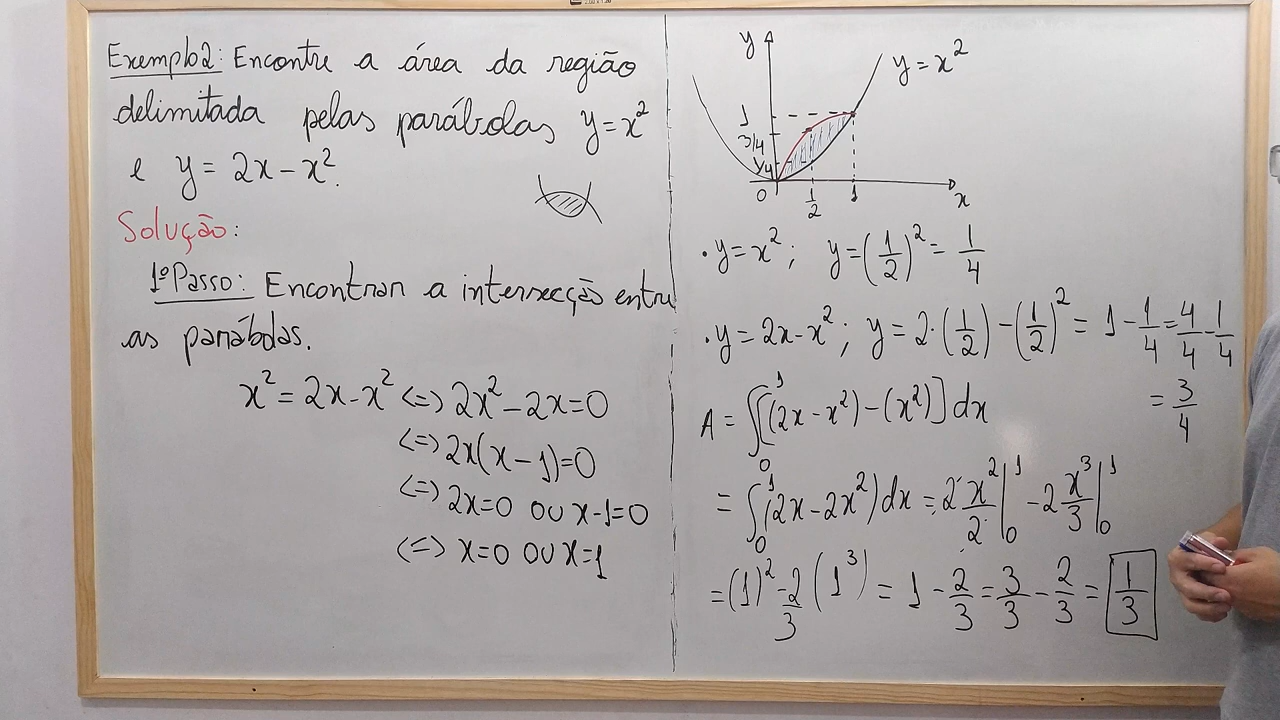 Exemplo 2: Encontre a área da região
delimitada pelas parábolas y=x²
e y = 2x - x².
Solução:
1º Passo: Encontrar a intersecção entre
as parábolas.
x² = 2x - x² <=> 2x² - 2x = 0
<=> 2x(x - 1) = 0
<=> 2x=0 ou x-1=0
<=> x=0 ou x=1
y
y = x²
1
3/4
1/4
0
1/2
1
x
• y = x²; y = (1/2)² = 1/4
• y = 2x - x²; y = 2·(1/2) - (1/2)² = 1 - 1/4 = 4/4 - 1/4
= 3/4
A = ∫₀¹ [(2x - x²) - (x²)] dx
= ∫₀¹ (2x - 2x²) dx = 2·x²/2 |₀¹ - 2 x³/3 |₀¹
= (1)² - 2/3 (1³) = 1 - 2/3 = 3/3 - 2/3 = 1/3